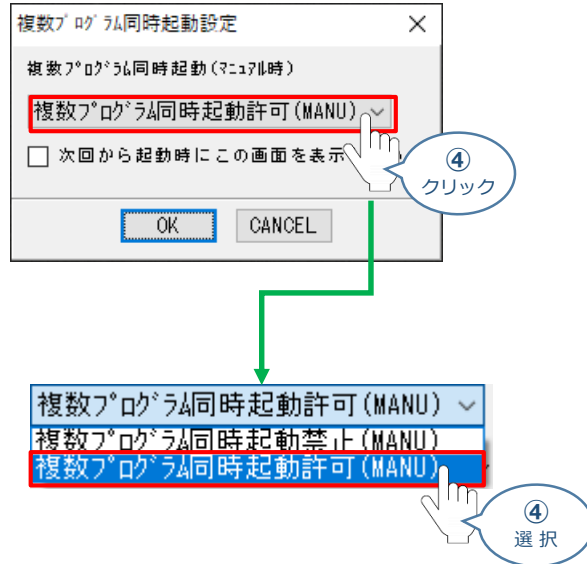 複数ﾌﾟﾛｸﾞﾗﾑ同時起動設定
複数ﾌﾟﾛｸﾞﾗﾑ同時起動(ﾏﾆｭｱﾙ時)
複数ﾌﾟﾛｸﾞﾗﾑ同時起動許可(MANU)
次回から起動時にこの画面を表示
④
クリック
OK
CANCEL
複数ﾌﾟﾛｸﾞﾗﾑ同時起動許可(MANU)
複数ﾌﾟﾛｸﾞﾗﾑ同時起動禁止(MANU)
複数ﾌﾟﾛｸﾞﾗﾑ同時起動許可(MANU)
④
選 択